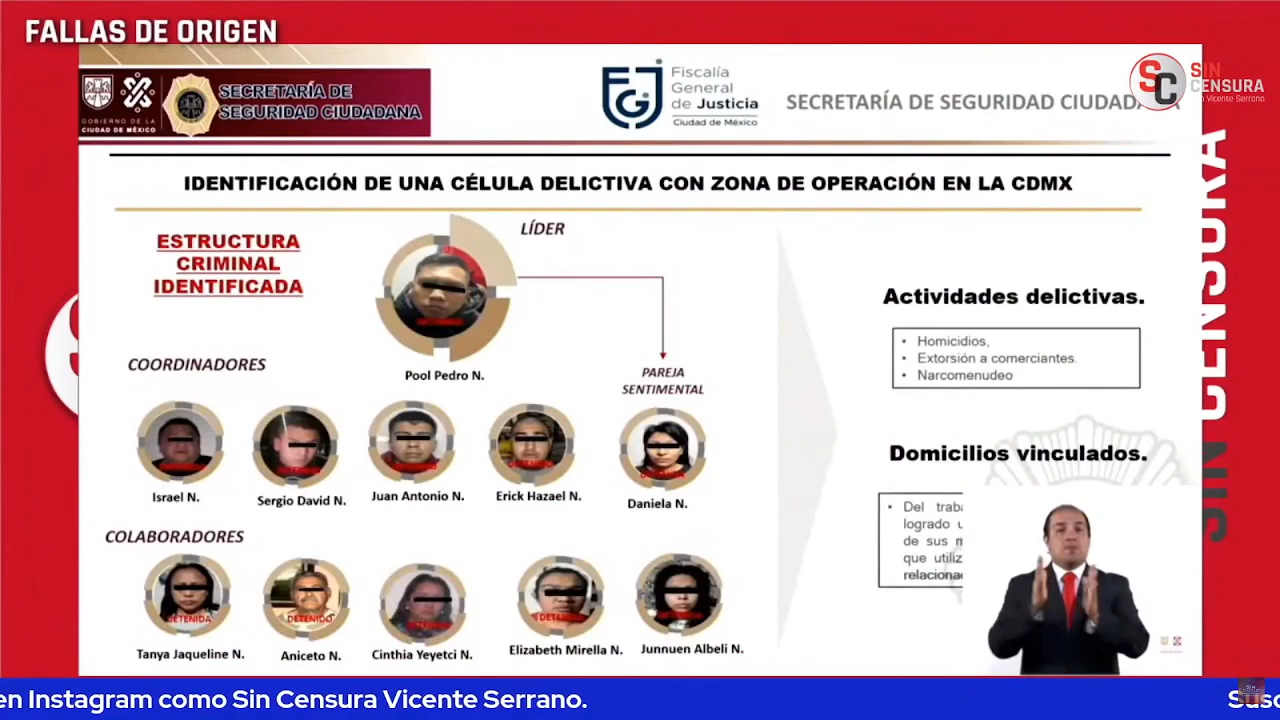 FALLAS DE ORIGEN
SECRETARÍA DE
SEGURIDAD CIUDADANA
GOBIERNO DE LA
CIUDAD DE MÉXICO
FGJ
Fiscalía
General
de Justicia
Ciudad de México
SECRETARÍA DE SEGURIDAD CIUDAD
SC
SIN
CENSURA
Vicente Serrano
IDENTIFICACIÓN DE UNA CÉLULA DELICTIVA CON ZONA DE OPERACIÓN EN LA CDMX
ESTRUCTURA
CRIMINAL
IDENTIFICADA
LÍDER
Pool Pedro N.
PAREJA
SENTIMENTAL
COORDINADORES
Israel N.
Sergio David N.
Juan Antonio N.
Erick Hazael N.
Daniela N.
COLABORADORES
DETENIDA
DETENIDO
Tanya Jaqueline N.
Aniceto N.
Cinthia Yeyetci N.
Elizabeth Mirella N.
Junnuen Albeli N.
Actividades delictivas.
• Homicidios,
• Extorsión a comerciantes.
• Narcomenudeo
Domicilios vinculados.
• Del trab
logrado u
de sus m
que utiliz
relaciona
SIN CENSURA
en Instagram como Sin Censura Vicente Serrano.
Susc